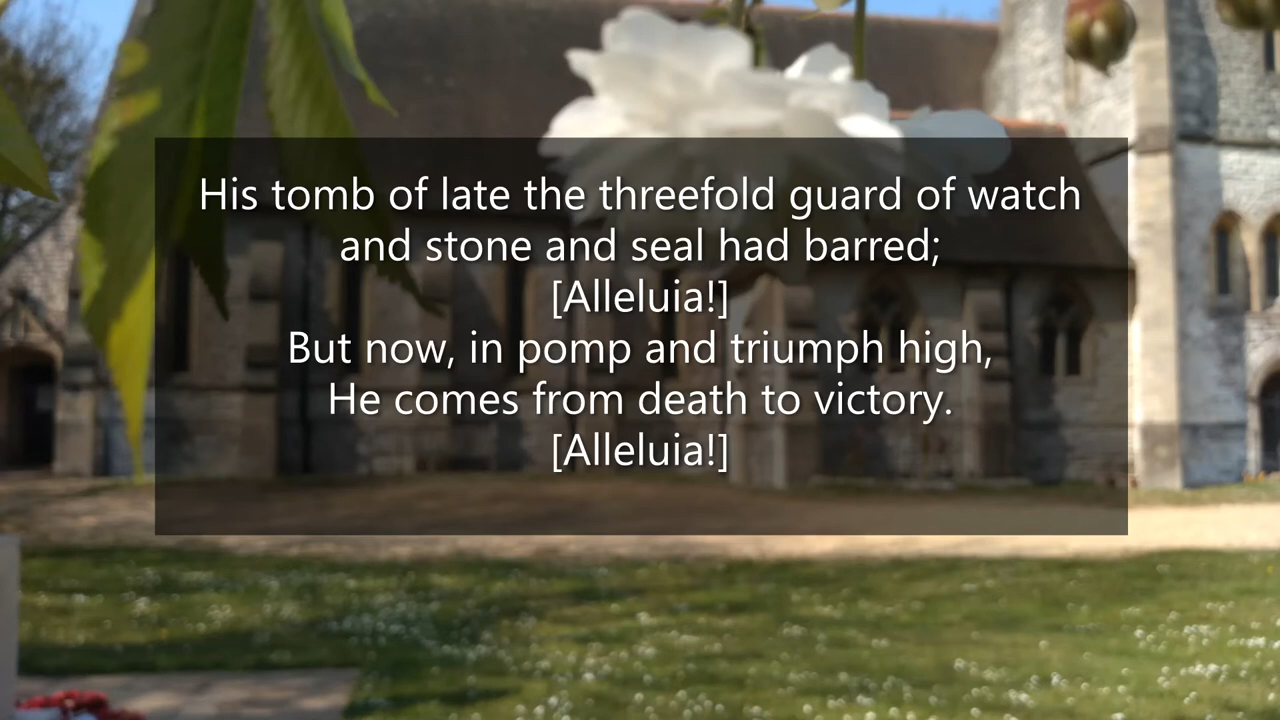 His tomb of late the threefold guard of watch
and stone and seal had barred;
[Alleluia!]
But now, in pomp and triumph high,
He comes from death to victory.
[Alleluia!]